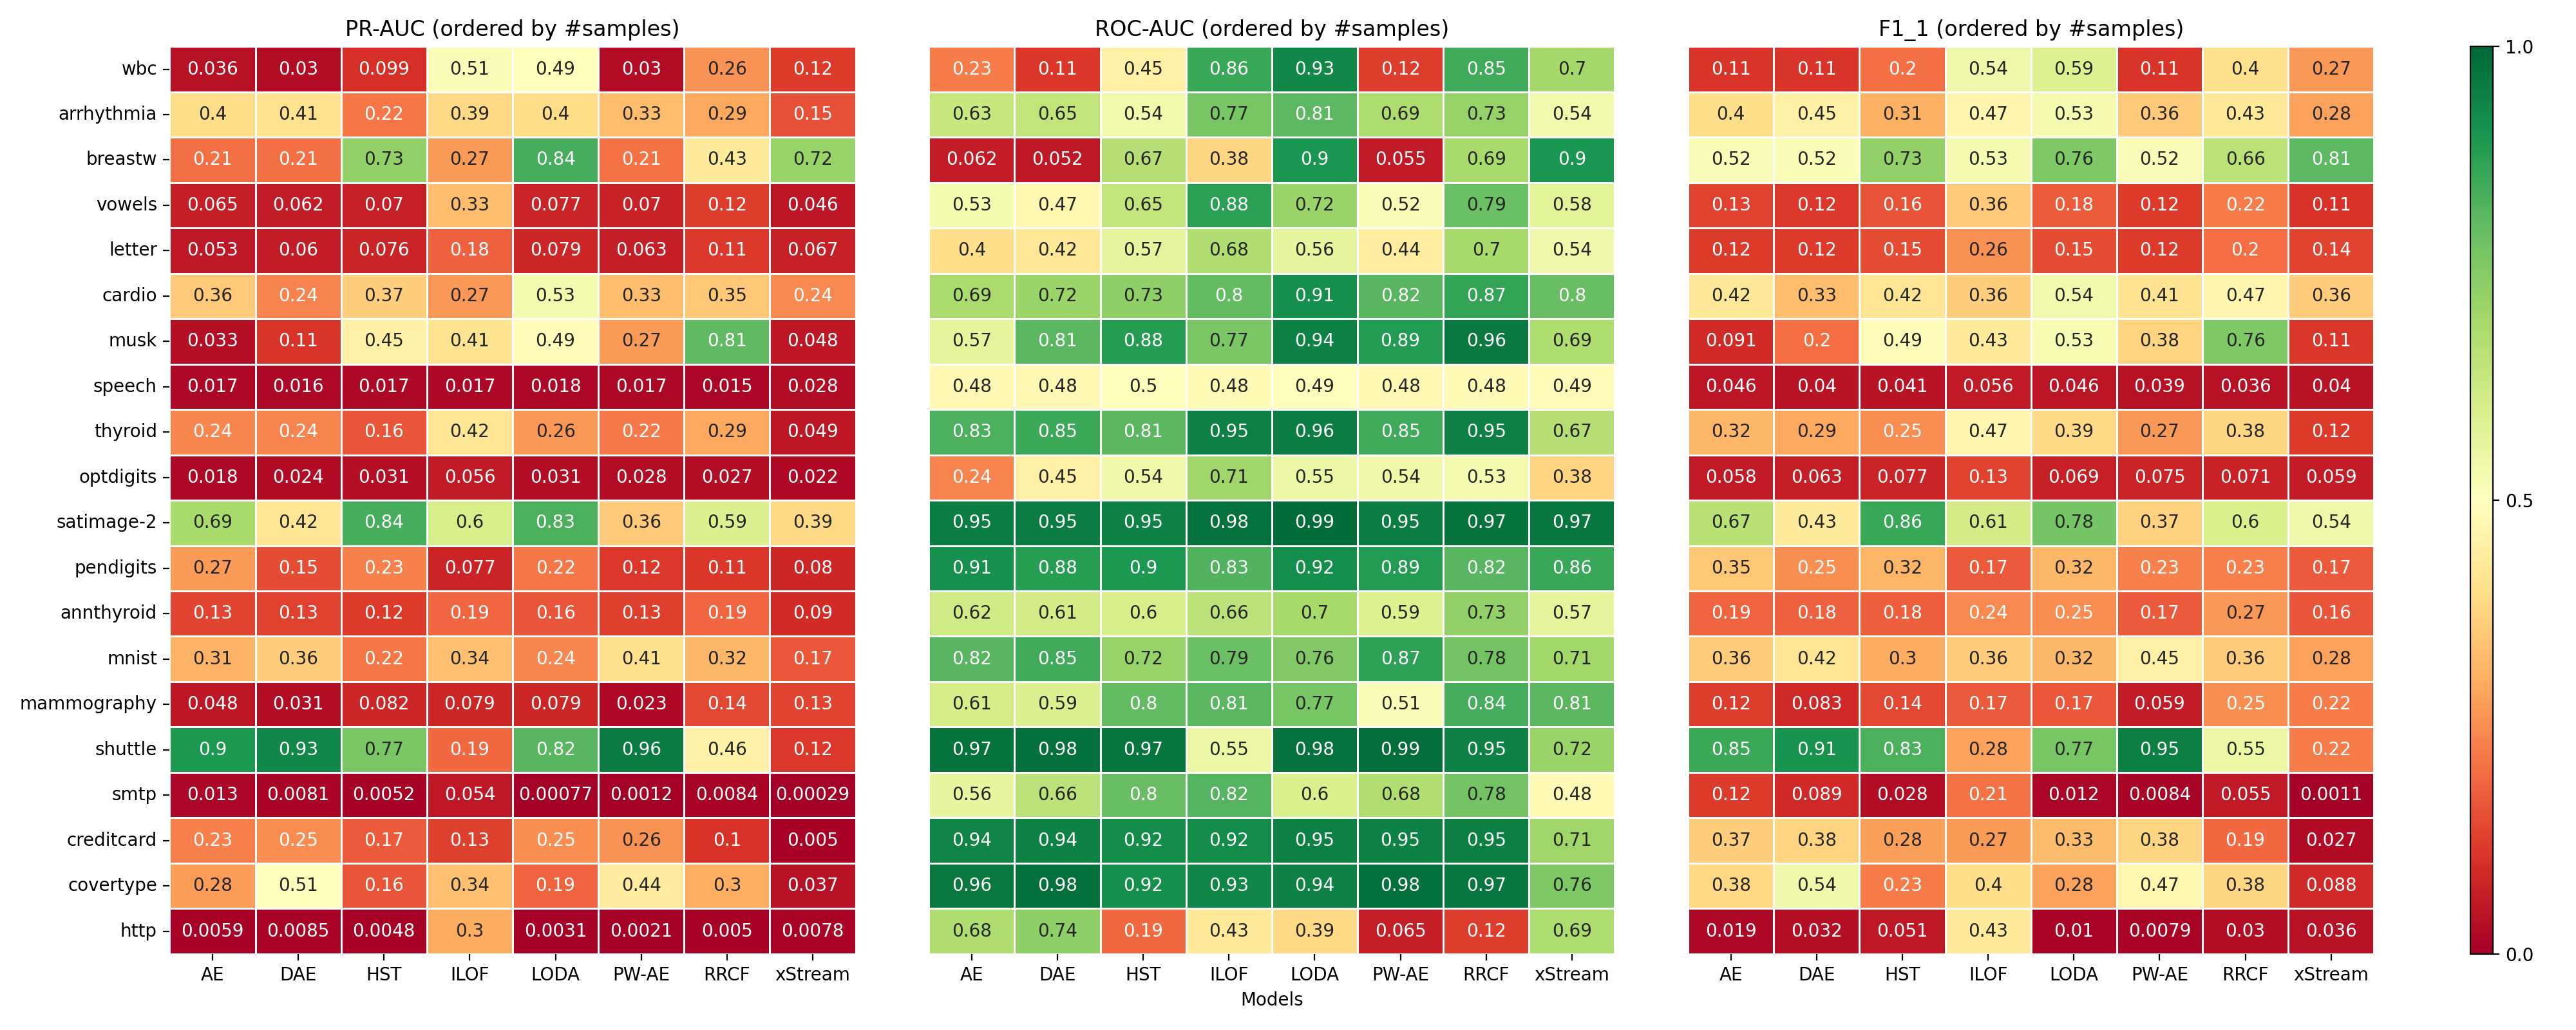 PR-AUC (ordered by #samples) ROC-AUC (ordered by #samples) F1_1 (ordered by #samples)
1.0
wbc 0.036 0.03 0.099 0.51 0.49 0.03 0.26 0.12 0.23 0.11 0.45 0.86 0.93 0.12 0.85 0.7 0.11 0.11 0.2 0.54 0.59 0.11 0.4 0.27
arrhythmia 0.4 0.41 0.22 0.39 0.4 0.33 0.29 0.15 0.63 0.65 0.54 0.77 0.81 0.69 0.73 0.54 0.4 0.45 0.31 0.47 0.53 0.36 0.43 0.28
breastw 0.21 0.21 0.73 0.27 0.84 0.21 0.43 0.72 0.062 0.052 0.67 0.38 0.9 0.055 0.69 0.9 0.52 0.52 0.73 0.53 0.76 0.52 0.66 0.81
vowels 0.065 0.062 0.07 0.33 0.077 0.07 0.12 0.046 0.53 0.47 0.65 0.88 0.72 0.52 0.79 0.58 0.13 0.12 0.16 0.36 0.18 0.12 0.22 0.11
letter 0.053 0.06 0.076 0.18 0.079 0.063 0.11 0.067 0.4 0.42 0.57 0.68 0.56 0.44 0.7 0.54 0.12 0.12 0.15 0.26 0.15 0.12 0.2 0.14
cardio 0.36 0.24 0.37 0.27 0.53 0.33 0.35 0.24 0.69 0.72 0.73 0.8 0.91 0.82 0.87 0.8 0.42 0.33 0.42 0.36 0.54 0.41 0.47 0.36
musk 0.033 0.11 0.45 0.41 0.49 0.27 0.81 0.048 0.57 0.81 0.88 0.77 0.94 0.89 0.96 0.69 0.091 0.2 0.49 0.43 0.53 0.38 0.76 0.11
speech 0.017 0.016 0.017 0.017 0.018 0.017 0.015 0.028 0.48 0.48 0.5 0.48 0.49 0.48 0.48 0.49 0.046 0.04 0.041 0.056 0.046 0.039 0.036 0.04
thyroid 0.24 0.24 0.16 0.42 0.26 0.22 0.29 0.049 0.83 0.85 0.81 0.95 0.96 0.85 0.95 0.67 0.32 0.29 0.25 0.47 0.39 0.27 0.38 0.12
optdigits 0.018 0.024 0.031 0.056 0.031 0.028 0.027 0.022 0.24 0.45 0.54 0.71 0.55 0.54 0.53 0.38 0.058 0.063 0.077 0.13 0.069 0.075 0.071 0.059
0.5
satimage-2 0.69 0.42 0.84 0.6 0.83 0.36 0.59 0.39 0.95 0.95 0.95 0.98 0.99 0.95 0.97 0.97 0.67 0.43 0.86 0.61 0.78 0.37 0.6 0.54
pendigits 0.27 0.15 0.23 0.077 0.22 0.12 0.11 0.08 0.91 0.88 0.9 0.83 0.92 0.89 0.82 0.86 0.35 0.25 0.32 0.17 0.32 0.23 0.23 0.17
annthyroid 0.13 0.13 0.12 0.19 0.16 0.13 0.19 0.09 0.62 0.61 0.6 0.66 0.7 0.59 0.73 0.57 0.19 0.18 0.18 0.24 0.25 0.17 0.27 0.16
mnist 0.31 0.36 0.22 0.34 0.24 0.41 0.32 0.17 0.82 0.85 0.72 0.79 0.76 0.87 0.78 0.71 0.36 0.42 0.3 0.36 0.32 0.45 0.36 0.28
mammography 0.048 0.031 0.082 0.079 0.079 0.023 0.14 0.13 0.61 0.59 0.8 0.81 0.77 0.51 0.84 0.81 0.12 0.083 0.14 0.17 0.17 0.059 0.25 0.22
shuttle 0.9 0.93 0.77 0.19 0.82 0.96 0.46 0.12 0.97 0.98 0.97 0.55 0.98 0.99 0.95 0.72 0.85 0.91 0.83 0.28 0.77 0.95 0.55 0.22
smtp 0.013 0.0081 0.0052 0.054 0.00077 0.0012 0.0084 0.00029 0.56 0.66 0.8 0.82 0.6 0.68 0.78 0.48 0.12 0.089 0.028 0.21 0.012 0.0084 0.055 0.0011
creditcard 0.23 0.25 0.17 0.13 0.25 0.26 0.1 0.005 0.94 0.94 0.92 0.92 0.95 0.95 0.95 0.71 0.37 0.38 0.28 0.27 0.33 0.38 0.19 0.027
covertype 0.28 0.51 0.16 0.34 0.19 0.44 0.3 0.037 0.96 0.98 0.92 0.93 0.94 0.98 0.97 0.76 0.38 0.54 0.23 0.4 0.28 0.47 0.38 0.088
http 0.0059 0.0085 0.0048 0.3 0.0031 0.0021 0.005 0.0078 0.68 0.74 0.19 0.43 0.39 0.065 0.12 0.69 0.019 0.032 0.051 0.43 0.01 0.0079 0.03 0.036
0.0
AE DAE HST ILOF LODA PW-AE RRCF xStream AE DAE HST ILOF LODA PW-AE RRCF xStream AE DAE HST ILOF LODA PW-AE RRCF xStream
Models